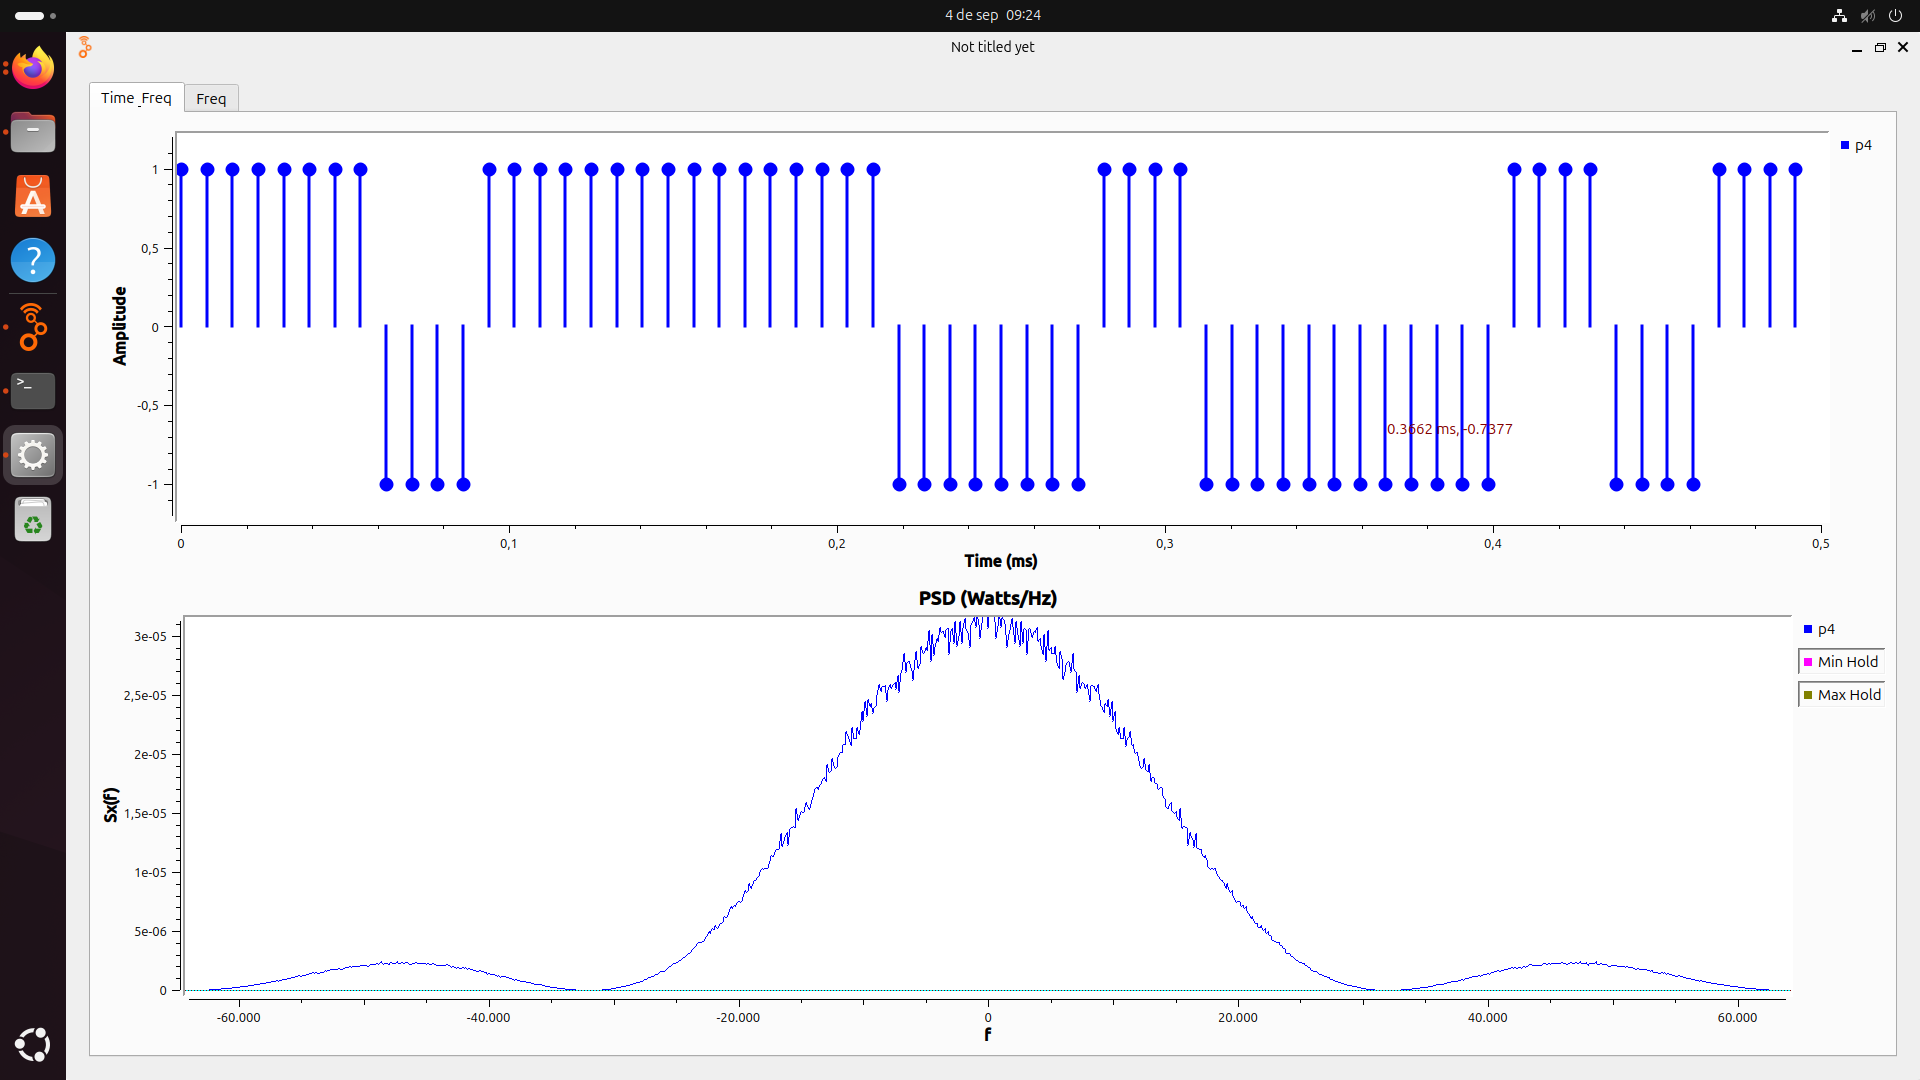 4 de sep 09:24
Not titled yet
Time_Freq Freq
p4
1
0,5
0
-0,5
-1
Amplitude
0.3662 ms, -0.7377
0 0,1 0,2 0,3 0,4 0,5
Time (ms)
PSD (Watts/Hz)
p4
Min Hold
Max Hold
3e-05
2,5e-05
2e-05
1,5e-05
1e-05
5e-06
0
Sx(f)
-60.000 -40.000 -20.000 0 20.000 40.000 60.000
f